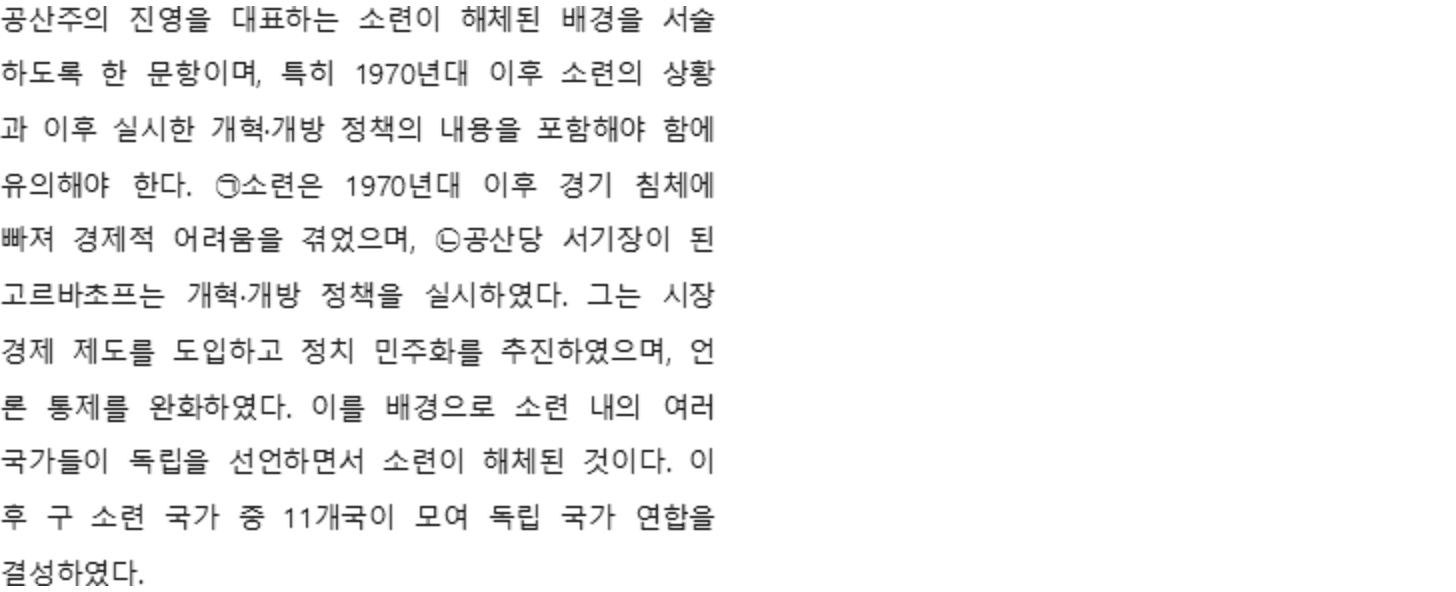 공산주의 진영을 대표하는 소련이 해체된 배경을 서술
하도록 한 문항이며, 특히 1970년대 이후 소련의 상황
과 이후 실시한 개혁·개방 정책의 내용을 포함해야 함에
유의해야 한다. ㉠소련은 1970년대 이후 경기 침체에
빠져 경제적 어려움을 겪었으며, ㉡공산당 서기장이 된
고르바초프는 개혁·개방 정책을 실시하였다. 그는 시장
경제 제도를 도입하고 정치 민주화를 추진하였으며, 언
론 통제를 완화하였다. 이를 배경으로 소련 내의 여러
국가들이 독립을 선언하면서 소련이 해체된 것이다. 이
후 구 소련 국가 중 11개국이 모여 독립 국가 연합을
결성하였다.